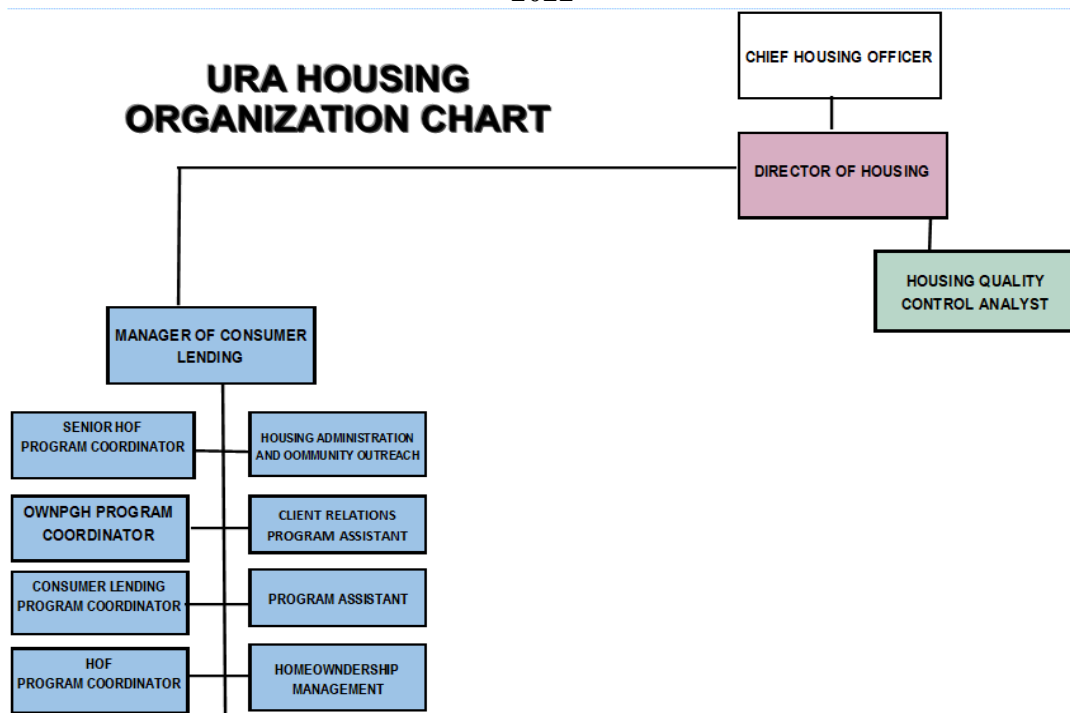 URA HOUSING
ORGANIZATION CHART
CHIEF HOUSING OFFICER
DIRECTOR OF HOUSING
HOUSING QUALITY
CONTROL ANALYST
MANAGER OF CONSUMER
LENDING
SENIOR HOF
PROGRAM COORDINATOR
HOUSING ADMINISTRATION
AND OOMMUNITY OUTREACH
OWNPGH PROGRAM
COORDINATOR
CLIENT RELATIONS
PROGRAM ASSISTANT
CONSUMER LENDING
PROGRAM COORDINATOR
PROGRAM ASSISTANT
HOF
PROGRAM COORDINATOR
HOMEOWNDERSHIP
MANAGEMENT